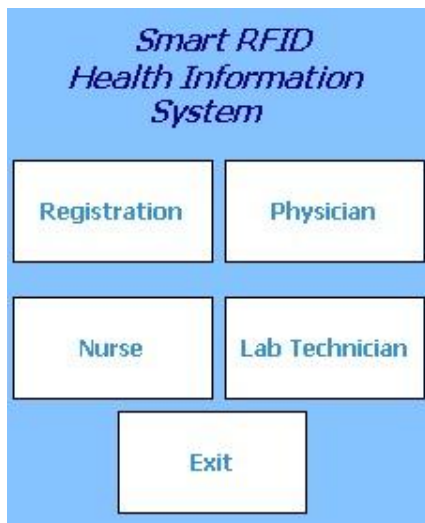 Smart RFID
Health Information
System
Registration
Physician
Nurse
Lab Technician
Exit